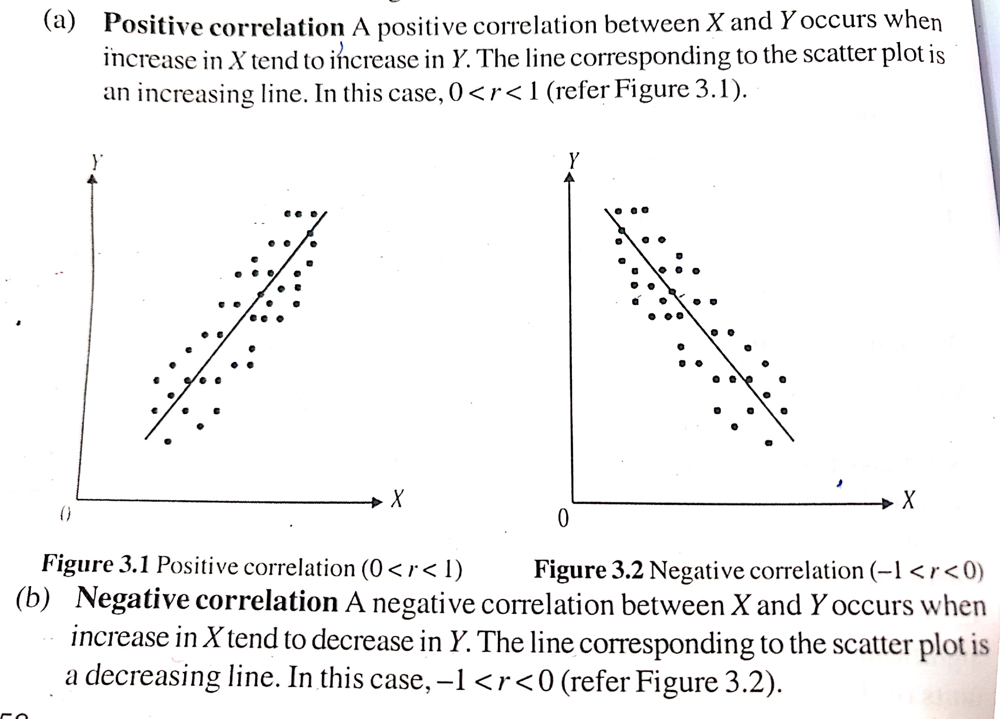 (a) Positive correlation A positive correlation between X and Y occurs when
increase in X tend to increase in Y. The line corresponding to the scatter plot is
an increasing line. In this case, 0 < r < 1 (refer Figure 3.1).
Y
X
0
Y
X
0
Figure 3.1 Positive correlation (0 < r < 1)
Figure 3.2 Negative correlation (–1 < r < 0)
(b) Negative correlation A negative correlation between X and Y occurs when
increase in X tend to decrease in Y. The line corresponding to the scatter plot is
a decreasing line. In this case, –1 < r < 0 (refer Figure 3.2).